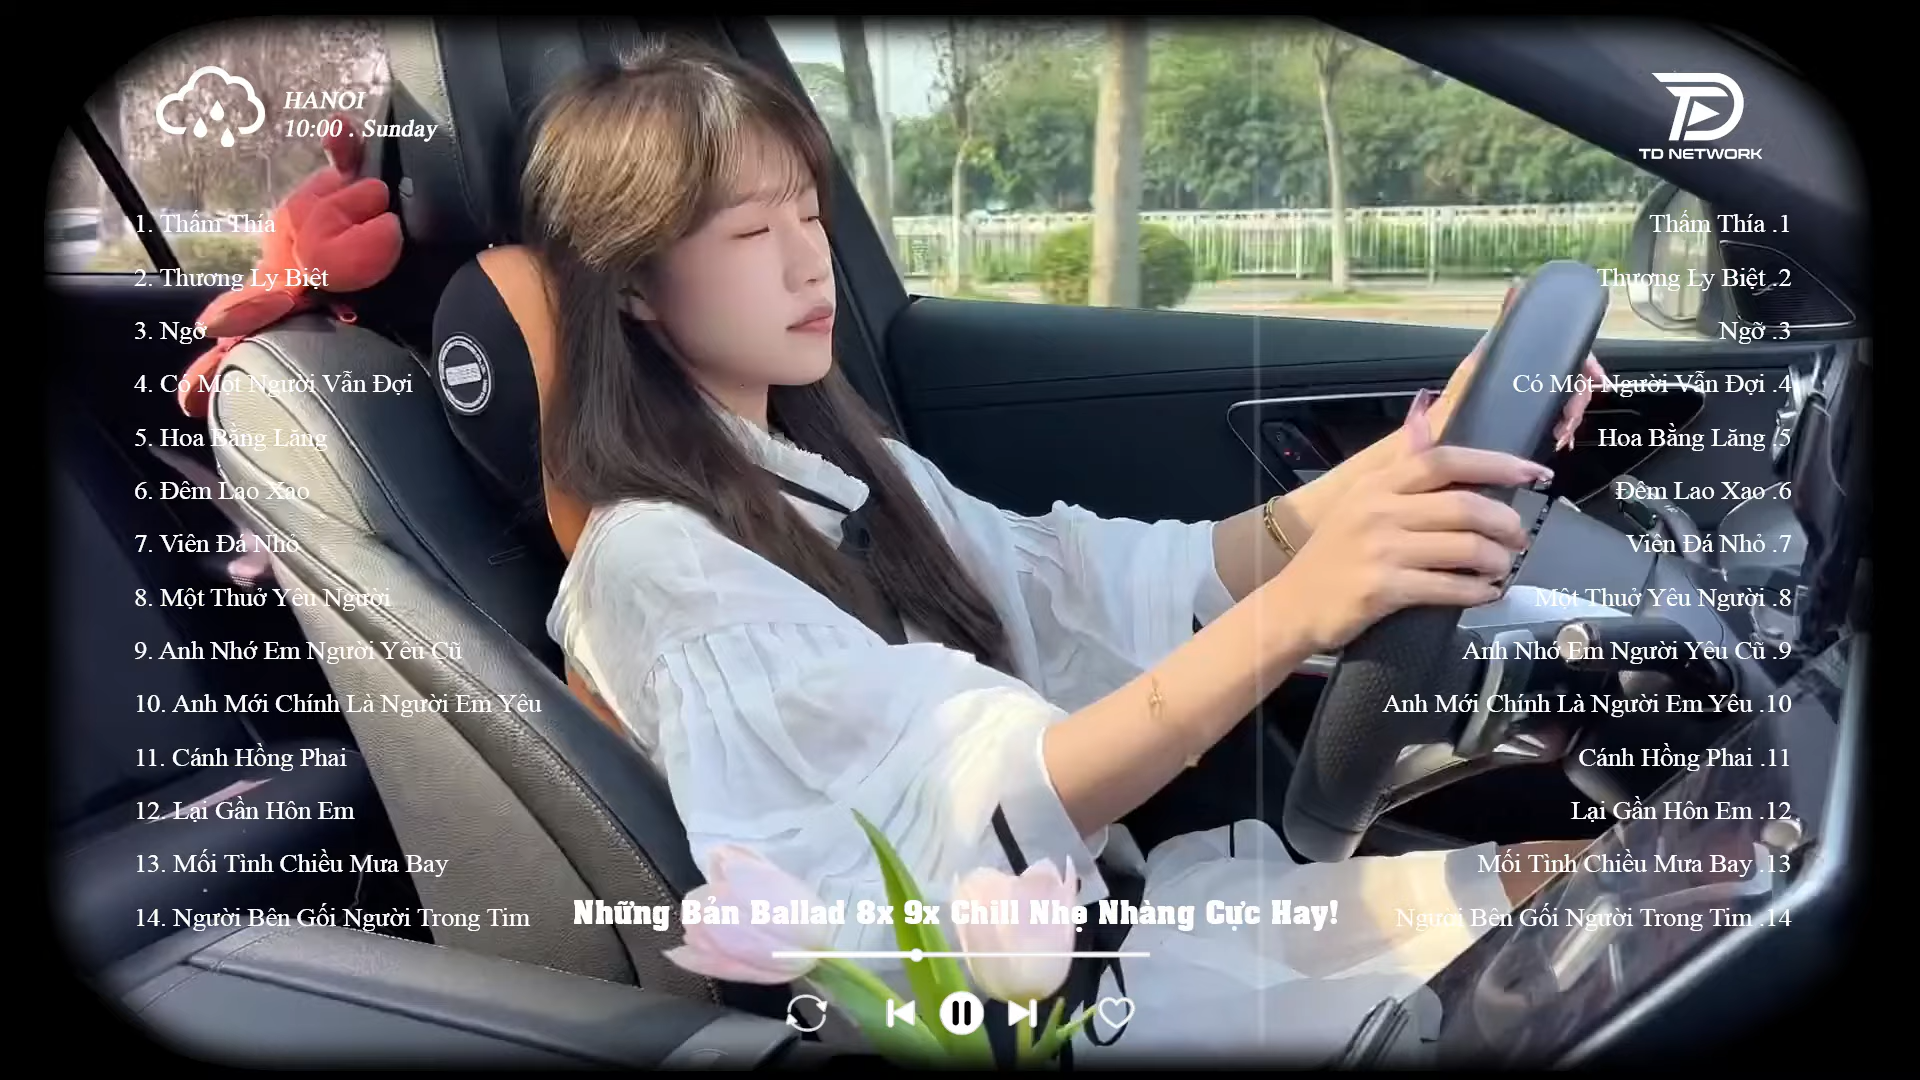 HANOI
10:00 . Sunday
TD NETWORK
1. Thấm Thía
2. Thương Ly Biệt
3. Ngỡ
4. Có Một Người Vẫn Đợi
5. Hoa Bằng Lăng
6. Đêm Lao Xao
7. Viên Đá Nhỏ
8. Một Thuở Yêu Người
9. Anh Nhớ Em Người Yêu Cũ
10. Anh Mới Chính Là Người Em Yêu
11. Cánh Hồng Phai
12. Lại Gần Hôn Em
13. Mối Tình Chiều Mưa Bay
14. Người Bên Gối Người Trong Tim
Thấm Thía .1
Thương Ly Biệt .2
Ngỡ .3
Có Một Người Vẫn Đợi .4
Hoa Bằng Lăng .5
Đêm Lao Xao .6
Viên Đá Nhỏ .7
Một Thuở Yêu Người .8
Anh Nhớ Em Người Yêu Cũ .9
Anh Mới Chính Là Người Em Yêu .10
Cánh Hồng Phai .11
Lại Gần Hôn Em .12
Mối Tình Chiều Mưa Bay .13
Người Bên Gối Người Trong Tim .14
Những Bản Ballad 8x 9x Chill Nhẹ Nhàng Cực Hay!